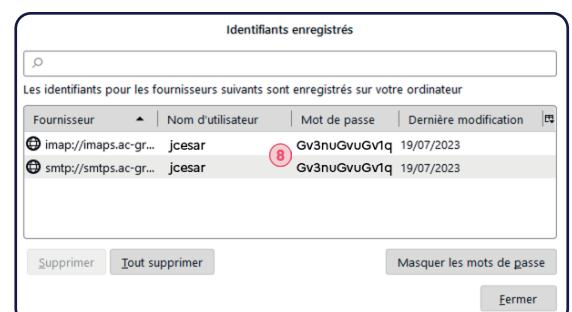 Identifiants enregistrés
Les identifiants pour les fournisseurs suivants sont enregistrés sur votre ordinateur
Fournisseur Nom d'utilisateur Mot de passe Dernière modification
imap://imaps.ac-gr... jcesar Gv3nuGvuGv1q 19/07/2023
8
smtp://smtps.ac-gr... jcesar Gv3nuGvuGv1q 19/07/2023
Supprimer Tout supprimer Masquer les mots de passe
Fermer